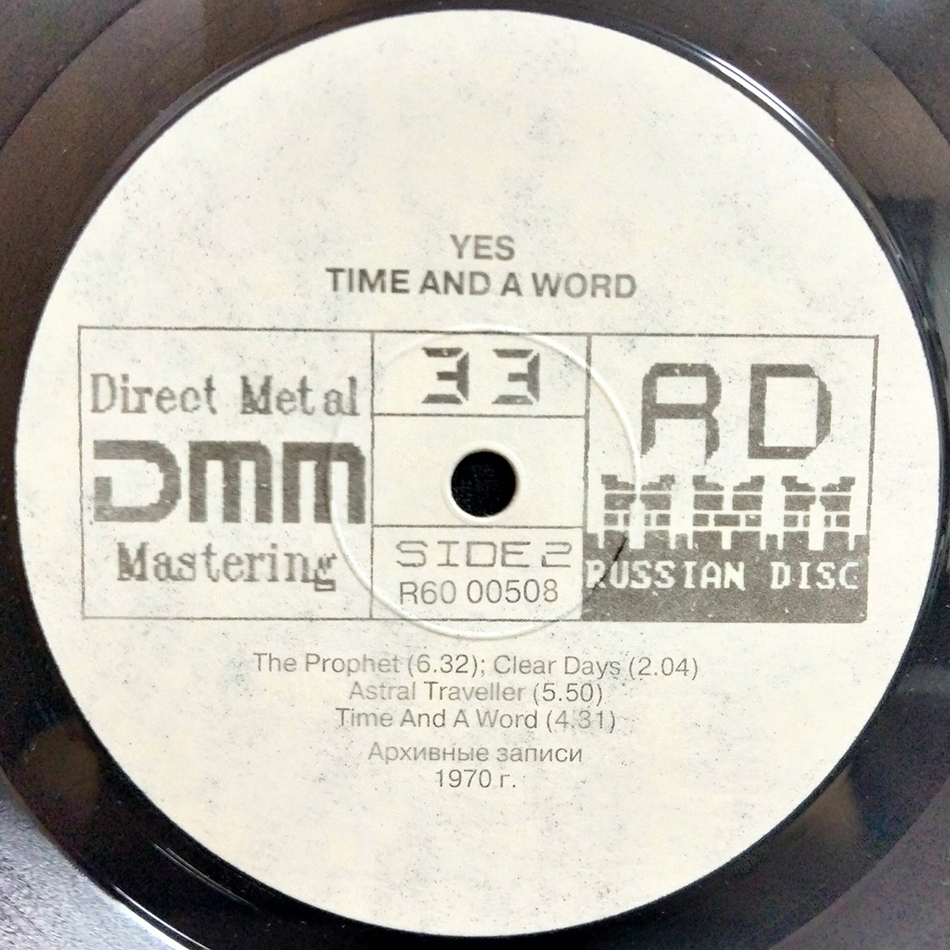 YES
TIME AND A WORD
Direct Metal
DMM
Mastering
33
SIDE 2
R60 00508
RD
RUSSIAN DISC
The Prophet (6.32); Clear Days (2.04)
Astral Traveller (5.50)
Time And A Word (4.31)
Архивные записи
1970 г.